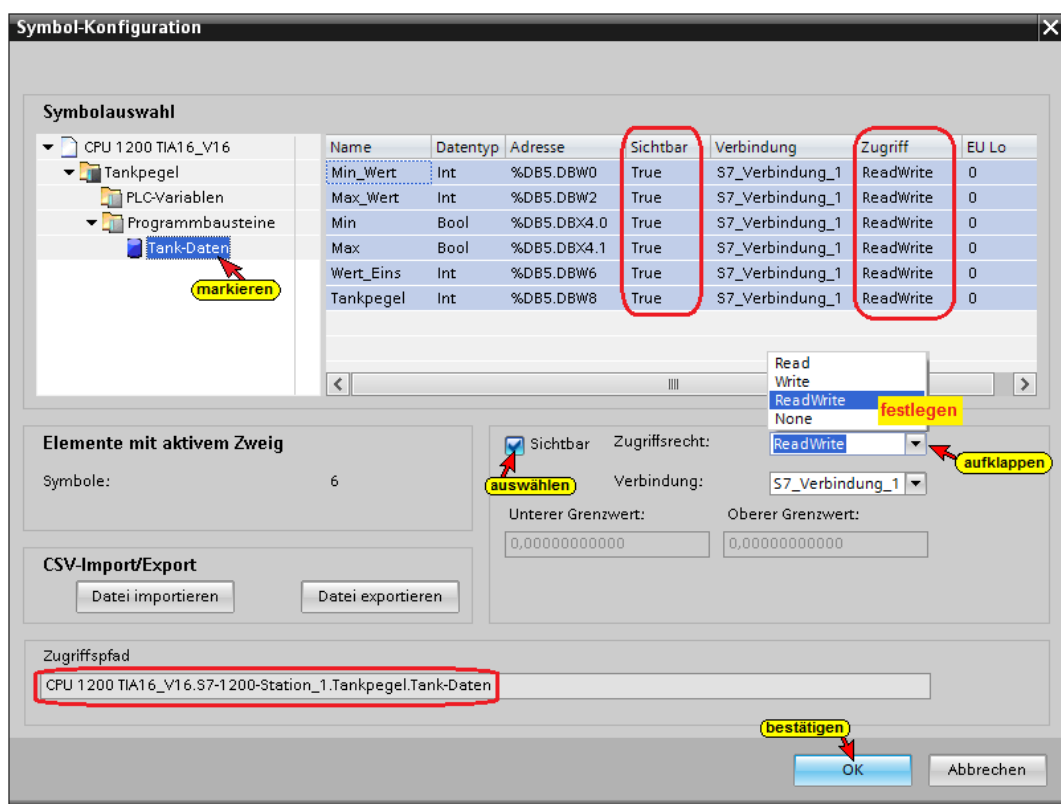 Symbol-Konfiguration
Symbolauswahl
CPU 1200 TIA16_V16
Tankpegel
PLC-Variablen
Programmbausteine
Tank-Daten
markieren
Name Datentyp Adresse Sichtbar Verbindung Zugriff EU Lo
Min_Wert Int %DB5.DBW0 True S7_Verbindung_1 ReadWrite 0
Max_Wert Int %DB5.DBW2 True S7_Verbindung_1 ReadWrite 0
Min Bool %DB5.DBX4.0 True S7_Verbindung_1 ReadWrite 0
Max Bool %DB5.DBX4.1 True S7_Verbindung_1 ReadWrite 0
Wert_Eins Int %DB5.DBW6 True S7_Verbindung_1 ReadWrite 0
Tankpegel Int %DB5.DBW8 True S7_Verbindung_1 ReadWrite 0
Read
Write
ReadWrite
None
festlegen
Elemente mit aktivem Zweig
Symbole: 6
Sichtbar Zugriffsrecht: ReadWrite
aufklappen
auswählen
Verbindung: S7_Verbindung_1
Unterer Grenzwert: Oberer Grenzwert:
0,00000000000 0,00000000000
CSV-Import/Export
Datei importieren Datei exportieren
Zugriffspfad
CPU 1200 TIA16_V16.S7-1200-Station_1.Tankpegel.Tank-Daten
bestätigen
OK Abbrechen